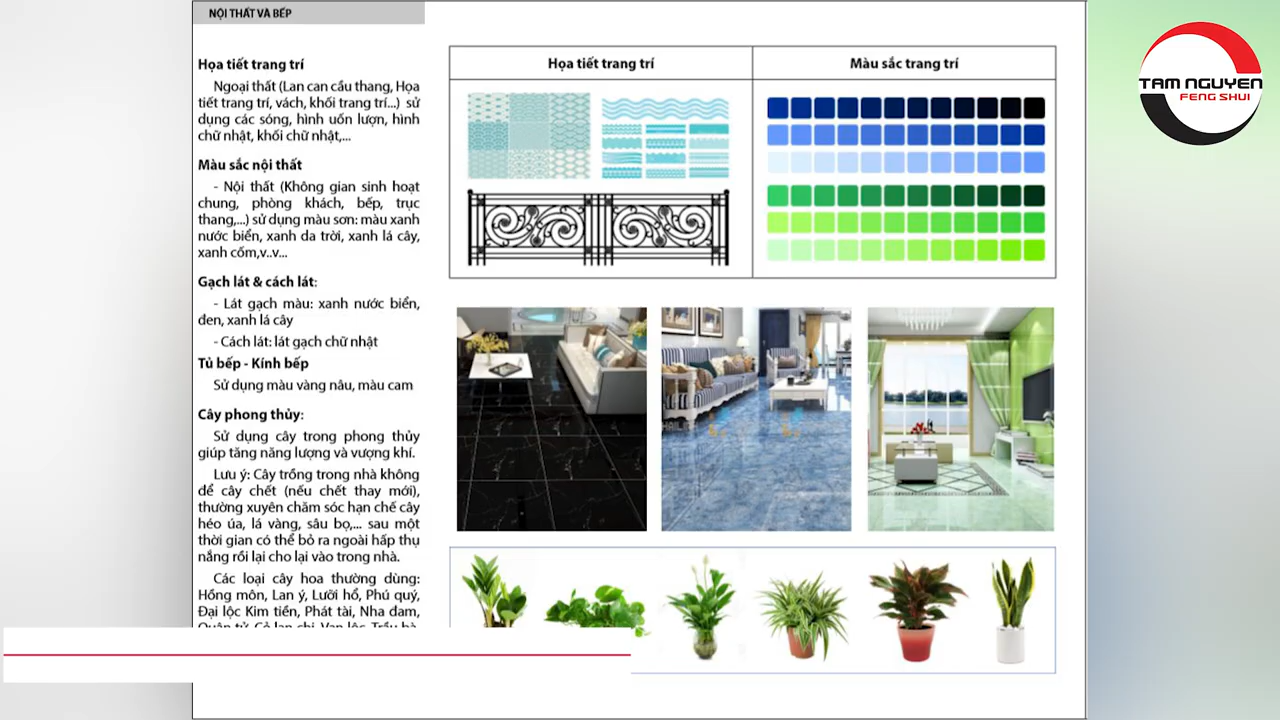 NỘI THẤT VÀ BẾP
Họa tiết trang trí
Ngoại thất (Lan can cầu thang, Họa
tiết trang trí, vách, khối trang trí...) sử
dụng các sóng, hình uốn lượn, hình
chữ nhật, khối chữ nhật,...
Màu sắc nội thất
- Nội thất (Không gian sinh hoạt
chung, phòng khách, bếp, trục
thang,...) sử dụng màu sơn: màu xanh
nước biển, xanh da trời, xanh lá cây,
xanh cốm,v..v...
Gạch lát & cách lát:
- Lát gạch màu: xanh nước biển,
đen, xanh lá cây
- Cách lát: lát gạch chữ nhật
Tủ bếp - Kính bếp
Sử dụng màu vàng nâu, màu cam
Cây phong thủy:
Sử dụng cây trong phong thủy
giúp tăng năng lượng và vượng khí.
Lưu ý: Cây trồng trong nhà không
để cây chết (nếu chết thay mới),
thường xuyên chăm sóc hạn chế cây
héo úa, lá vàng, sâu bọ,... sau một
thời gian có thể bỏ ra ngoài hấp thụ
nắng rồi lại cho lại vào trong nhà.
Các loại cây hoa thường dùng:
Hồng môn, Lan ý, Lưỡi hổ, Phú quý,
Đại lộc Kim tiền, Phát tài, Nha đam,
Họa tiết trang trí
Màu sắc trang trí
TAM NGUYEN
FENG SHUI